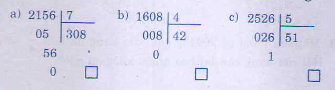 a) 2156 | 7 b) 1608 | 4 c) 2526 | 5
05 | 308 008 | 42 026 | 51
56 0 1
0